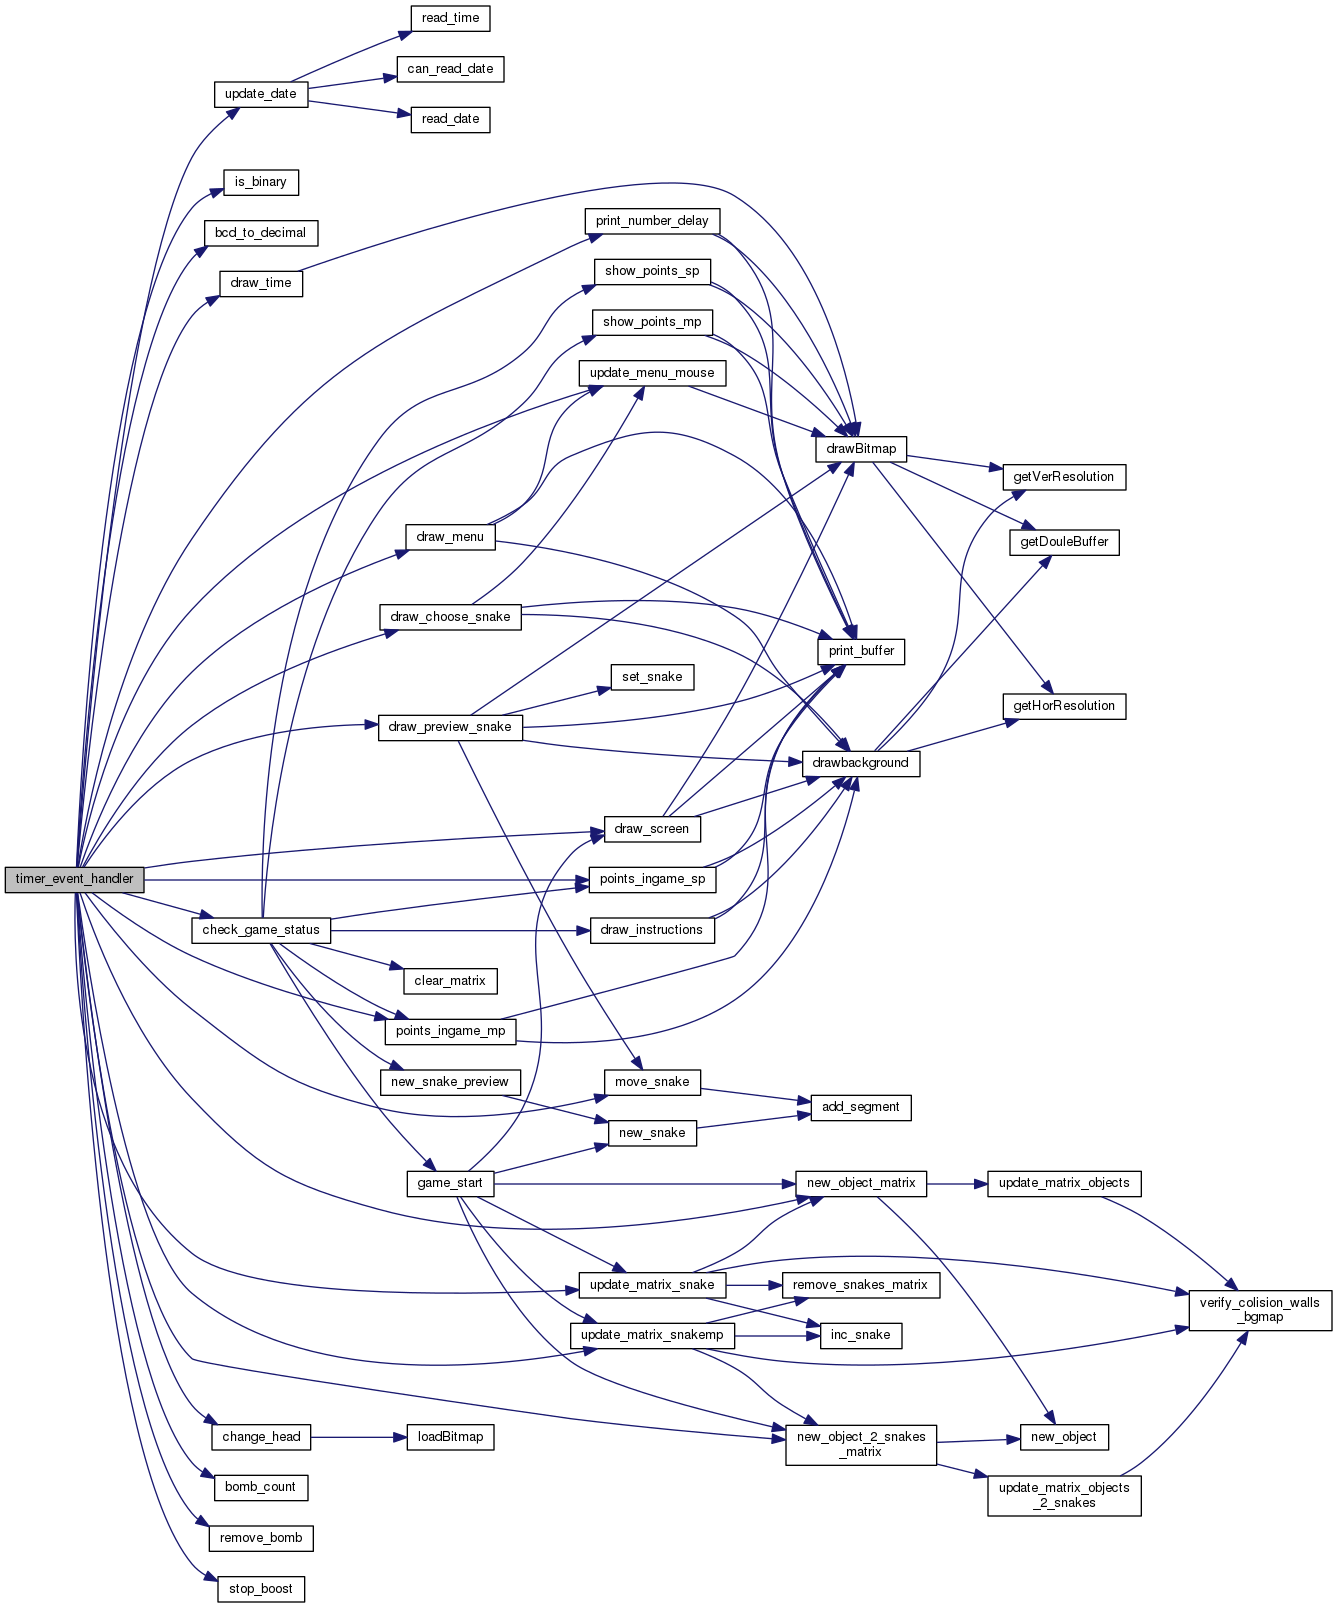 read_time
can_read_date
update_date
read_date
is_binary
print_number_delay
bcd_to_decimal
show_points_sp
draw_time
show_points_mp
update_menu_mouse
drawBitmap
getVerResolution
draw_menu
getDouleBuffer
draw_choose_snake
print_buffer
set_snake
getHorResolution
draw_preview_snake
drawbackground
draw_screen
timer_event_handler
points_ingame_sp
check_game_status
draw_instructions
clear_matrix
points_ingame_mp
new_snake_preview
move_snake
add_segment
new_snake
game_start
new_object_matrix
update_matrix_objects
update_matrix_snake
remove_snakes_matrix
verify_colision_walls
_bgmap
update_matrix_snakemp
inc_snake
change_head
loadBitmap
new_object_2_snakes
_matrix
new_object
bomb_count
update_matrix_objects
_2_snakes
remove_bomb
stop_boost